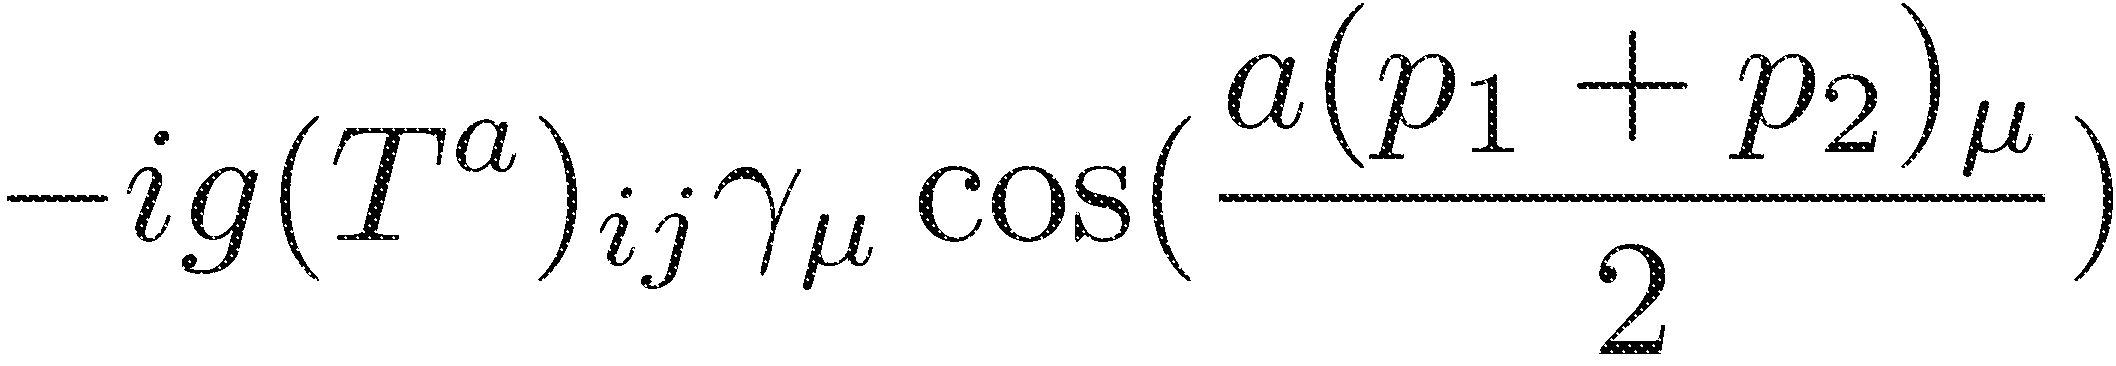 -ig(T^a)_{ij}\gamma_\mu \cos(\frac{a(p_1 + p_2)_\mu}{2})